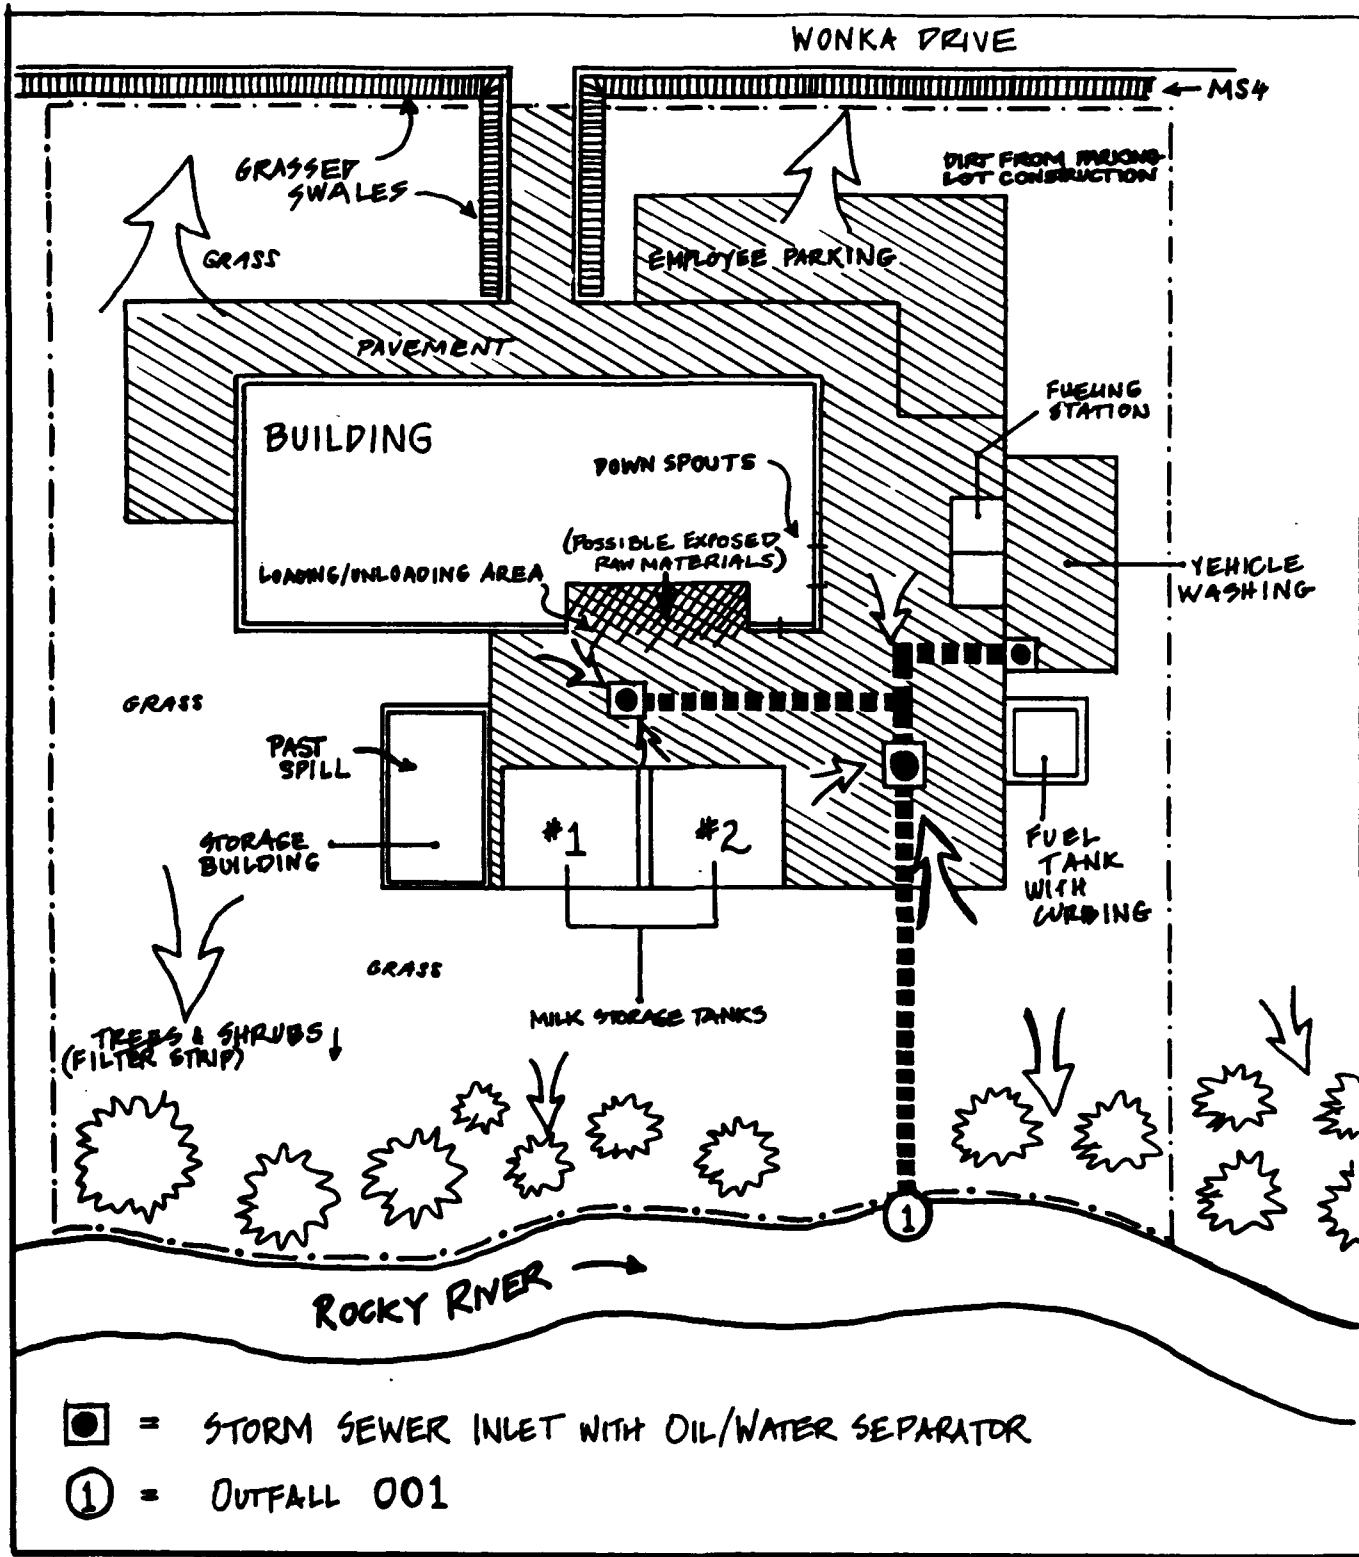 WONKA DRIVE
MS4
GRASSED
SWALES
DIRT FROM PARKING
LOT CONSTRUCTION
GRASS
EMPLOYEE PARKING
PAVEMENT
FUELING
STATION
BUILDING
DOWN SPOUTS
(POSSIBLE EXPOSED
RAW MATERIALS)
LOADING/UNLOADING AREA
VEHICLE
WASHING
GRASS
PAST
SPILL
STORAGE
BUILDING
#1
#2
FUEL
TANK
WITH
CURBING
GRASS
MILK STORAGE TANKS
TREES & SHRUBS
(FILTER STRIP)
1
ROCKY RIVER
= STORM SEWER INLET WITH OIL/WATER SEPARATOR
1 = OUTFALL 001